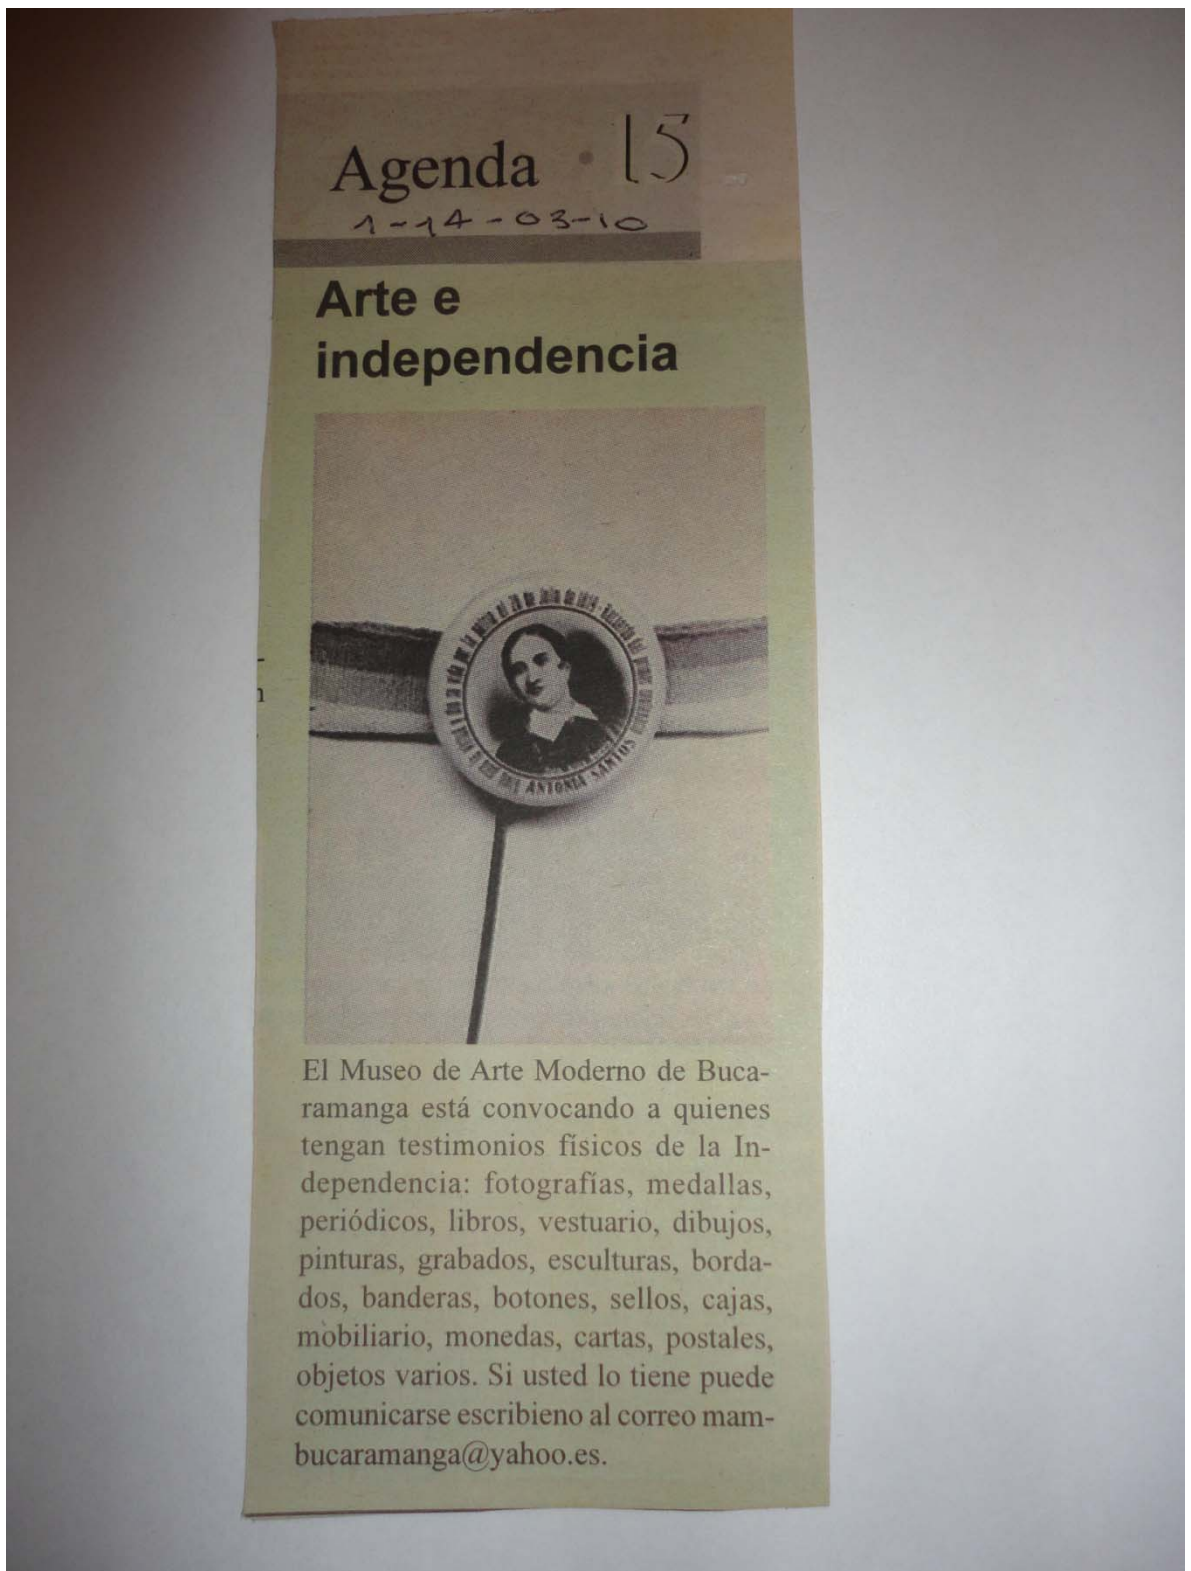 Agenda · 15
1-14-03-10
Arte e
independencia
ANTONIA SANTOS
El Museo de Arte Moderno de Buca-
ramanga está convocando a quienes
tengan testimonios físicos de la In-
dependencia: fotografías, medallas,
periódicos, libros, vestuario, dibujos,
pinturas, grabados, esculturas, borda-
dos, banderas, botones, sellos, cajas,
mobiliario, monedas, cartas, postales,
objetos varios. Si usted lo tiene puede
comunicarse escribieno al correo mam-
bucaramanga@yahoo.es.